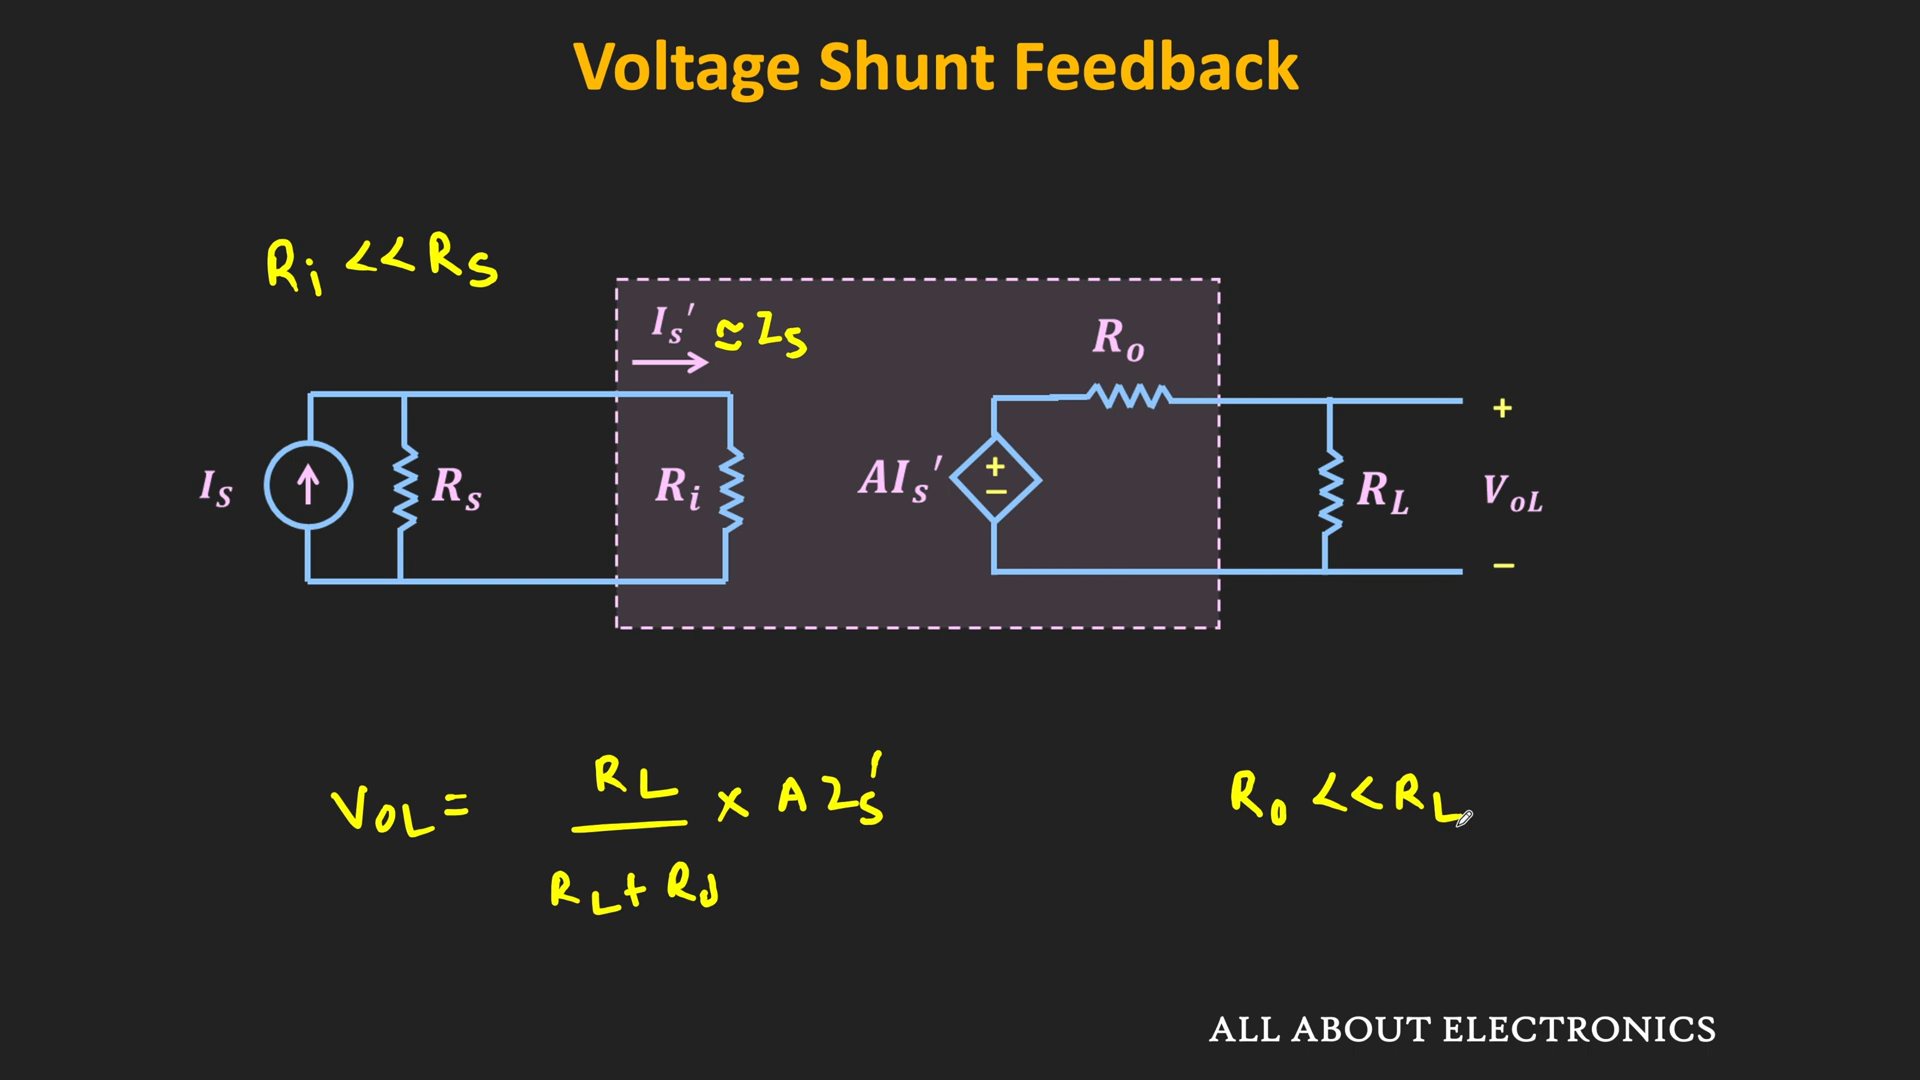 Voltage Shunt Feedback
Ri << Rs
Is' ≃ Is
Ro
Is
Rs
Ri
AIs'
+
−
RL
+
VoL
−
VOL = RL / RL + Ro × A Is'
Ro << RL
ALL ABOUT ELECTRONICS